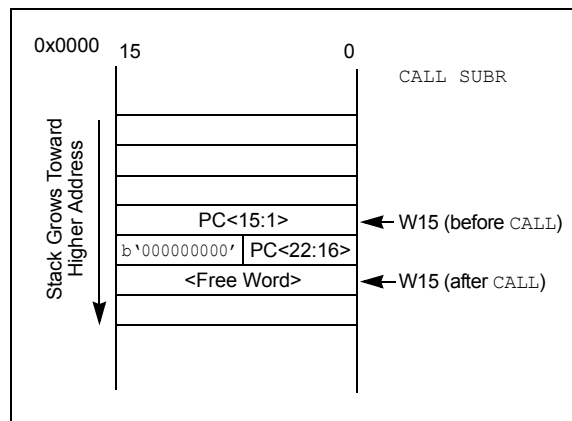 0x0000 15 0
CALL SUBR
Stack Grows Toward
Higher Address
PC<15:1>
W15 (before CALL)
b‘000000000’ PC<22:16>
<Free Word>
W15 (after CALL)